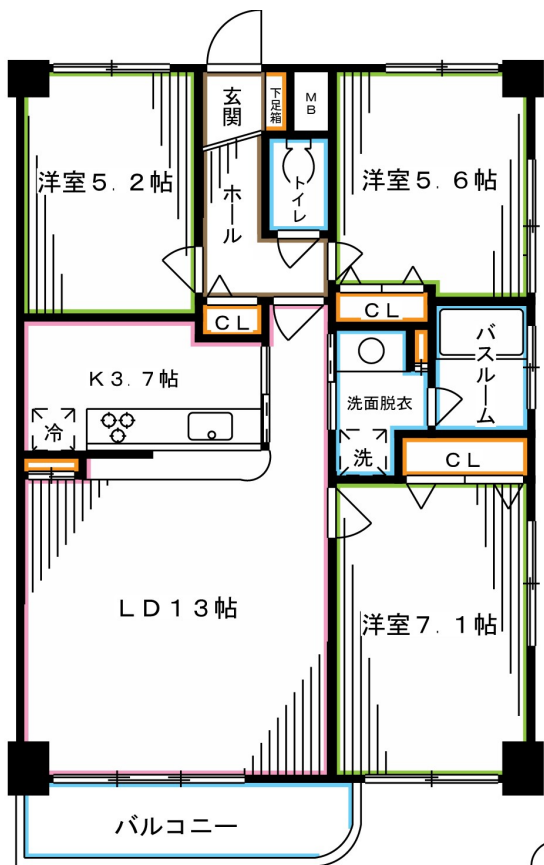 玄関
下足箱
MB
洋室5.2帖
ホール
トイレ
洋室5.6帖
CL
CL
K3.7帖
冷
洗面脱衣
洗
バスルーム
CL
LD13帖
洋室7.1帖
バルコニー